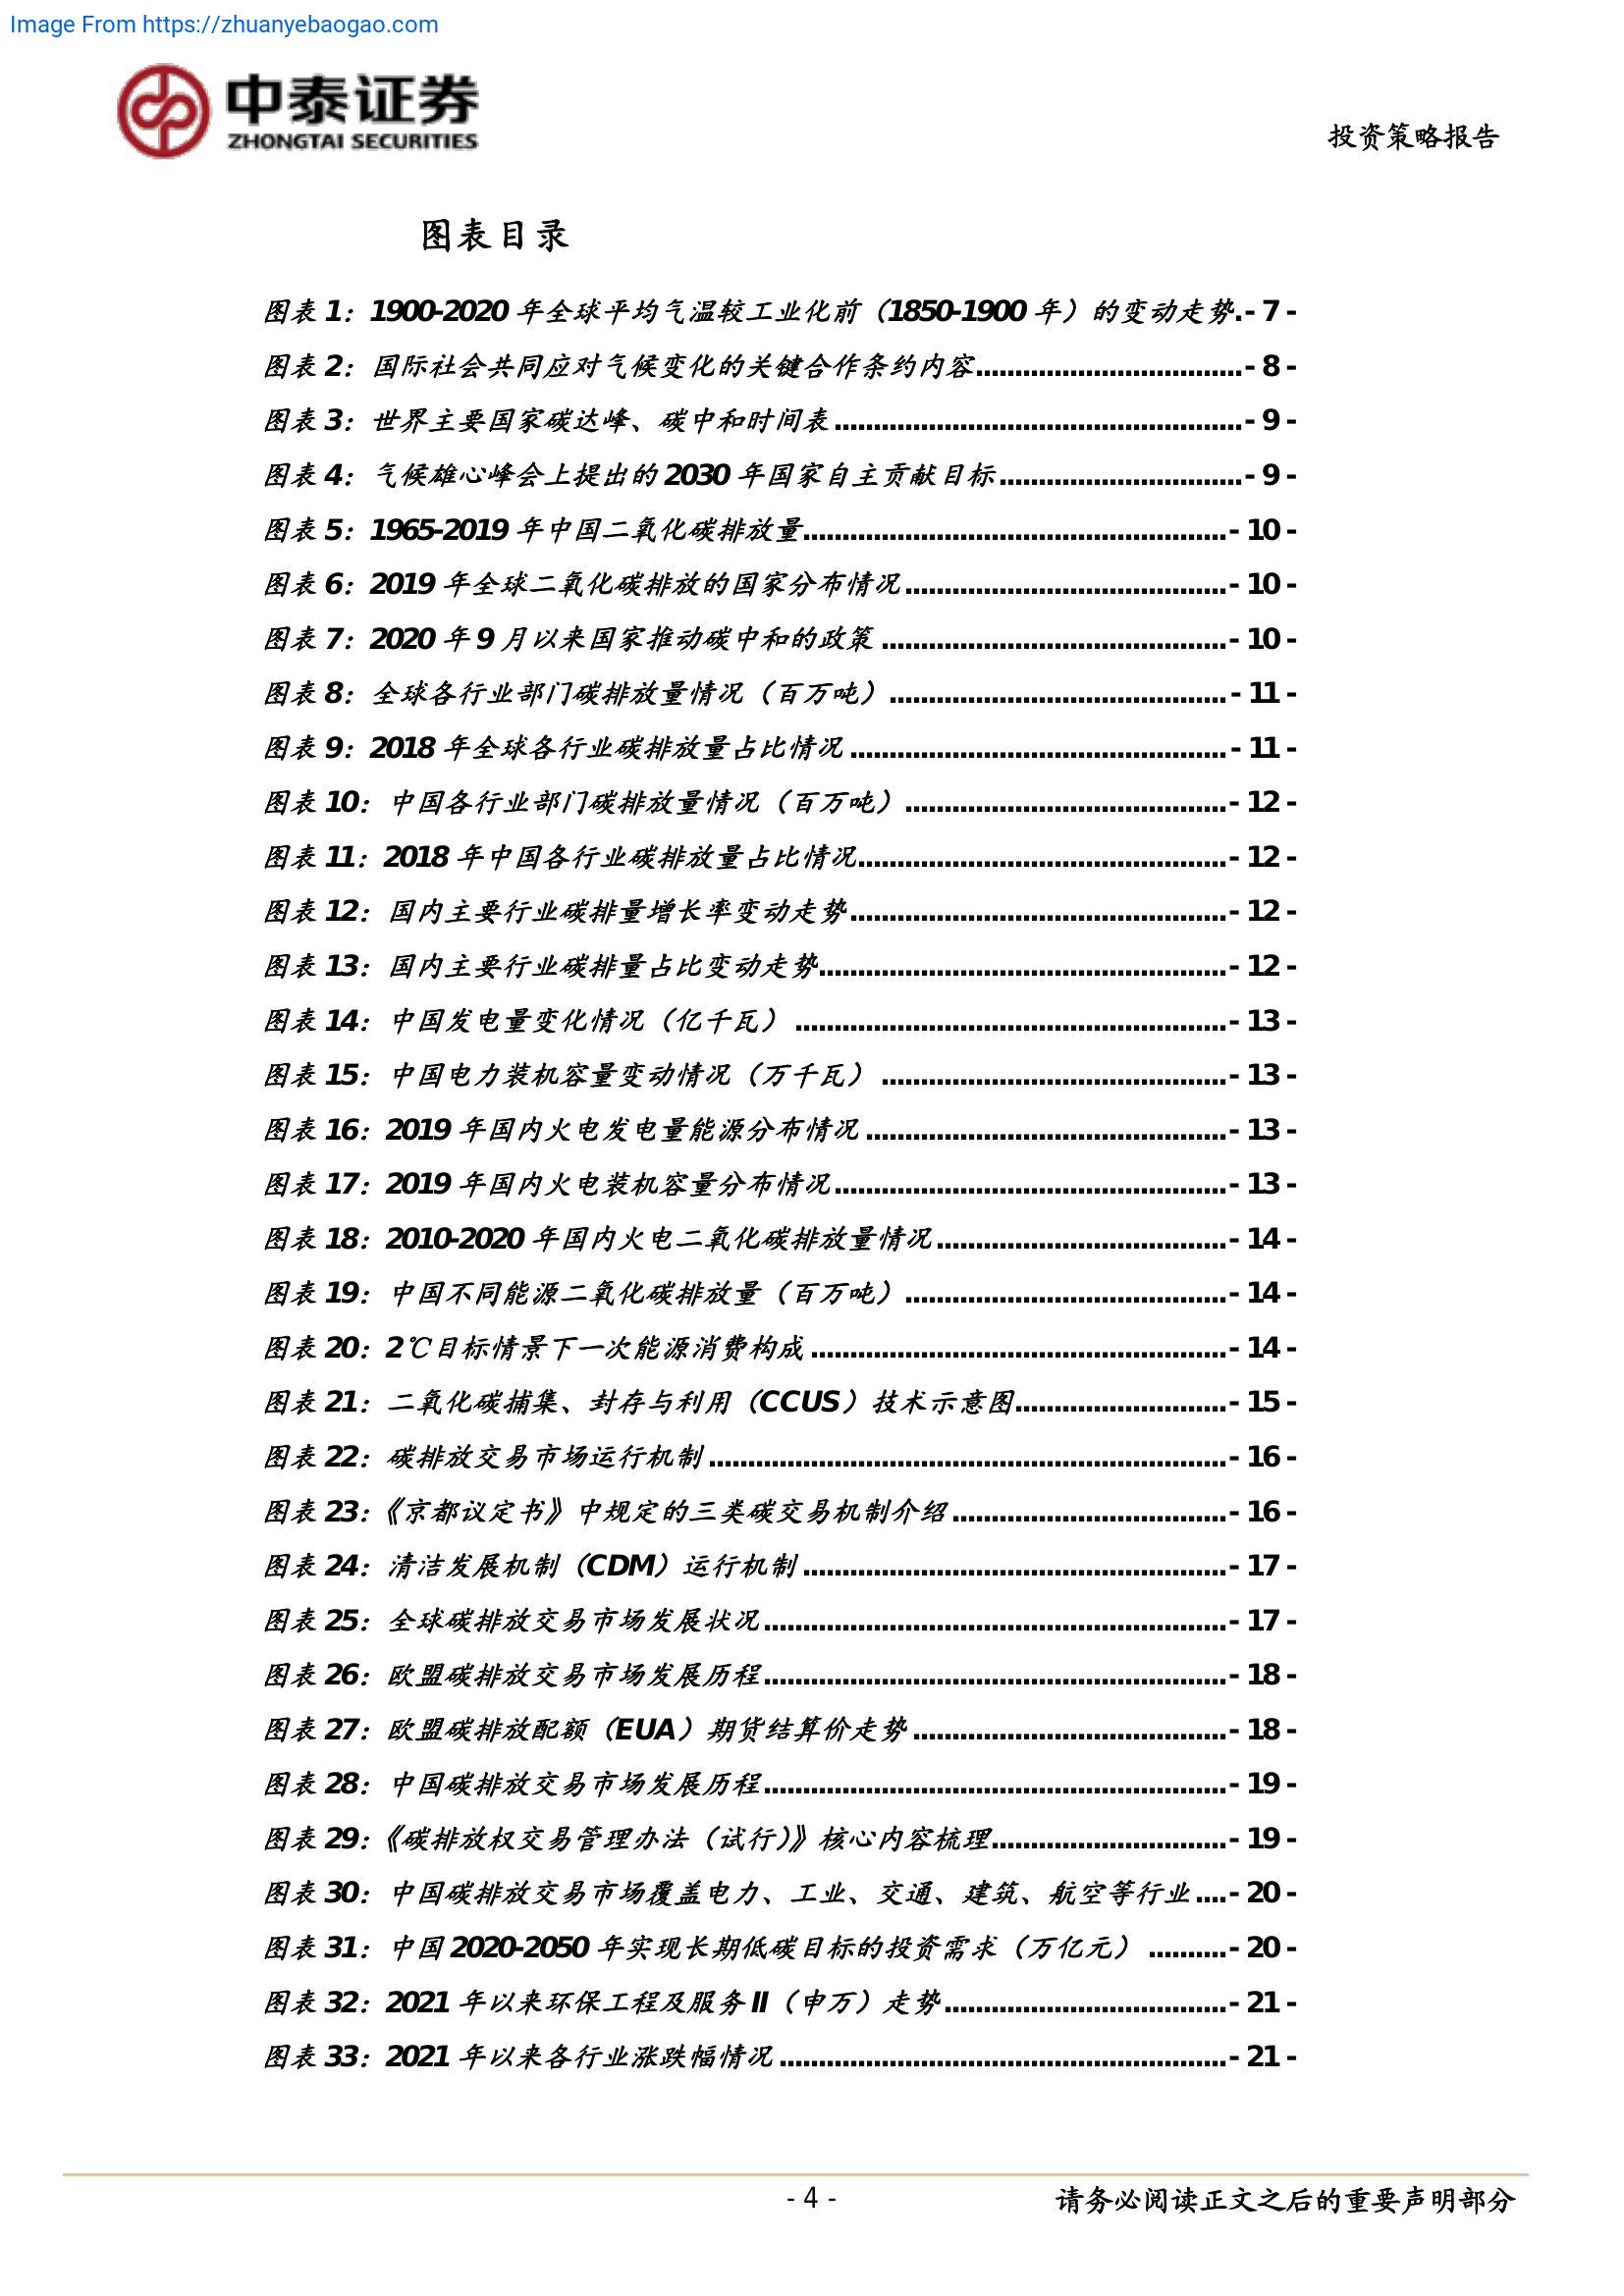 Image From https://zhuanyebaogao.com
中泰证券
ZHONGTAI SECURITIES
投资策略报告
图表目录
图表 1：1900-2020 年全球平均气温较工业化前（1850-1900 年）的变动走势.- 7 -
图表 2：国际社会共同应对气候变化的关键合作条约内容..................................- 8 -
图表 3：世界主要国家碳达峰、碳中和时间表....................................................- 9 -
图表 4：气候雄心峰会上提出的 2030 年国家自主贡献目标...............................- 9 -
图表 5：1965-2019 年中国二氧化碳排放量......................................................- 10 -
图表 6：2019 年全球二氧化碳排放的国家分布情况.........................................- 10 -
图表 7：2020 年 9 月以来国家推动碳中和的政策............................................- 10 -
图表 8：全球各行业部门碳排放量情况（百万吨）...........................................- 11 -
图表 9：2018 年全球各行业碳排放量占比情况................................................- 11 -
图表 10：中国各行业部门碳排放量情况（百万吨）.........................................- 12 -
图表 11：2018 年中国各行业碳排放量占比情况...............................................- 12 -
图表 12：国内主要行业碳排量增长率变动走势................................................- 12 -
图表 13：国内主要行业碳排量占比变动走势....................................................- 12 -
图表 14：中国发电量变化情况（亿千瓦）.......................................................- 13 -
图表 15：中国电力装机容量变动情况（万千瓦）............................................- 13 -
图表 16：2019 年国内火电发电量能源分布情况..............................................- 13 -
图表 17：2019 年国内火电装机容量分布情况..................................................- 13 -
图表 18：2010-2020 年国内火电二氧化碳排放量情况.....................................- 14 -
图表 19：中国不同能源二氧化碳排放量（百万吨）.........................................- 14 -
图表 20：2℃目标情景下一次能源消费构成.....................................................- 14 -
图表 21：二氧化碳捕集、封存与利用（CCUS）技术示意图...........................- 15 -
图表 22：碳排放交易市场运行机制..................................................................- 16 -
图表 23：《京都议定书》中规定的三类碳交易机制介绍...................................- 16 -
图表 24：清洁发展机制（CDM）运行机制......................................................- 17 -
图表 25：全球碳排放交易市场发展状况...........................................................- 17 -
图表 26：欧盟碳排放交易市场发展历程...........................................................- 18 -
图表 27：欧盟碳排放配额（EUA）期货结算价走势........................................- 18 -
图表 28：中国碳排放交易市场发展历程...........................................................- 19 -
图表 29：《碳排放权交易管理办法（试行）》核心内容梳理..............................- 19 -
图表 30：中国碳排放交易市场覆盖电力、工业、交通、建筑、航空等行业....- 20 -
图表 31：中国 2020-2050 年实现长期低碳目标的投资需求（万亿元）..........- 20 -
图表 32：2021 年以来环保工程及服务Ⅱ（申万）走势....................................- 21 -
图表 33：2021 年以来各行业涨跌幅情况.........................................................- 21 -
- 4 -
请务必阅读正文之后的重要声明部分